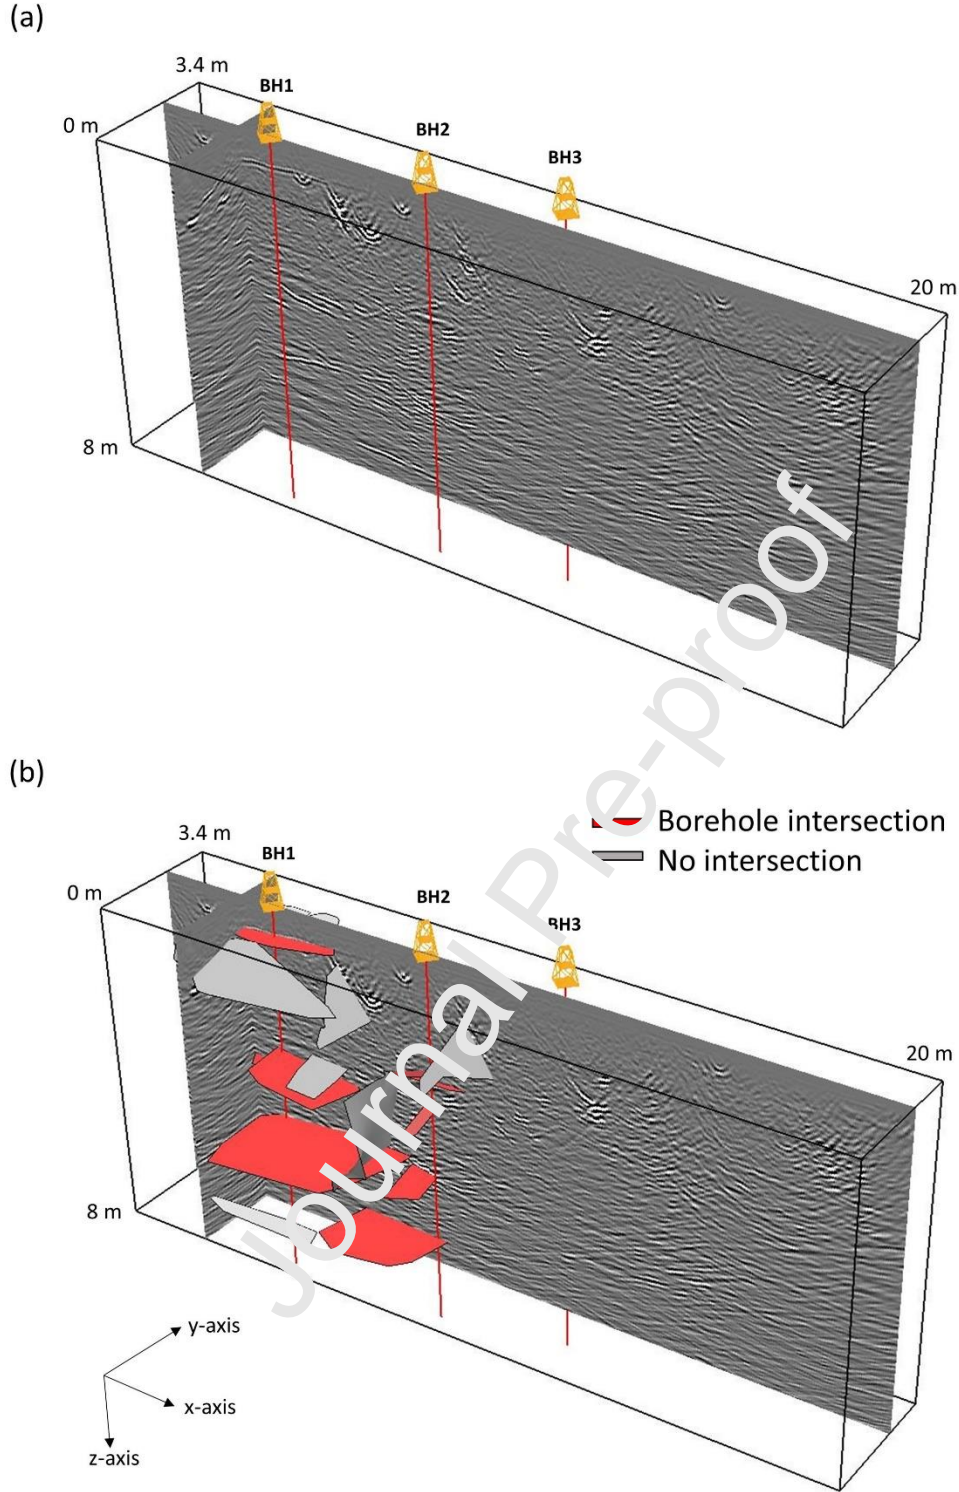 (a)
3.4 m
BH1
0 m
BH2
BH3
20 m
8 m
(b)
Borehole intersection
No intersection
3.4 m
BH1
0 m
BH2
BH3
20 m
8 m
y-axis
x-axis
z-axis
Journal Pre-proof